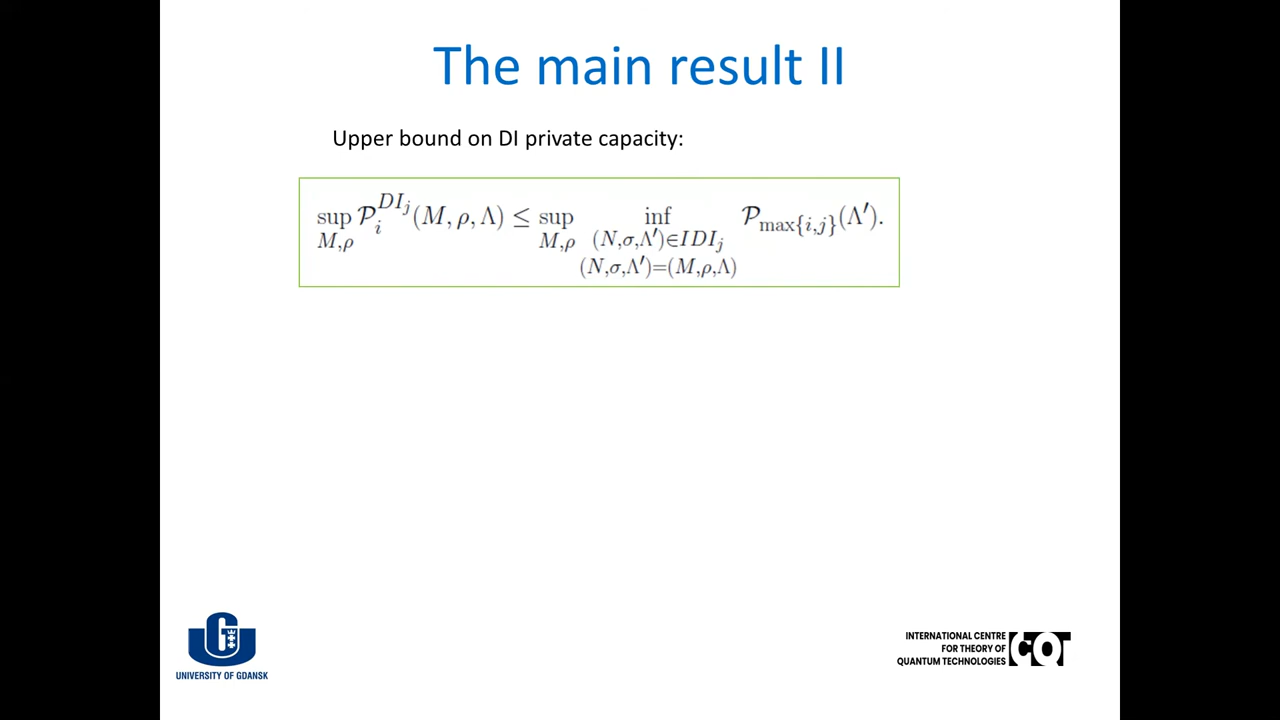 The main result II
Upper bound on DI private capacity:
sup_{M,ρ} 𝒫_i^{DI_j}(M, ρ, Λ) ≤ sup_{M,ρ} inf_{(N,σ,Λ′)∈IDI_j (N,σ,Λ′)=(M,ρ,Λ)} 𝒫_{max{i,j}}(Λ′).
UNIVERSITY OF GDAŃSK
INTERNATIONAL CENTRE
FOR THEORY OF
QUANTUM TECHNOLOGIES